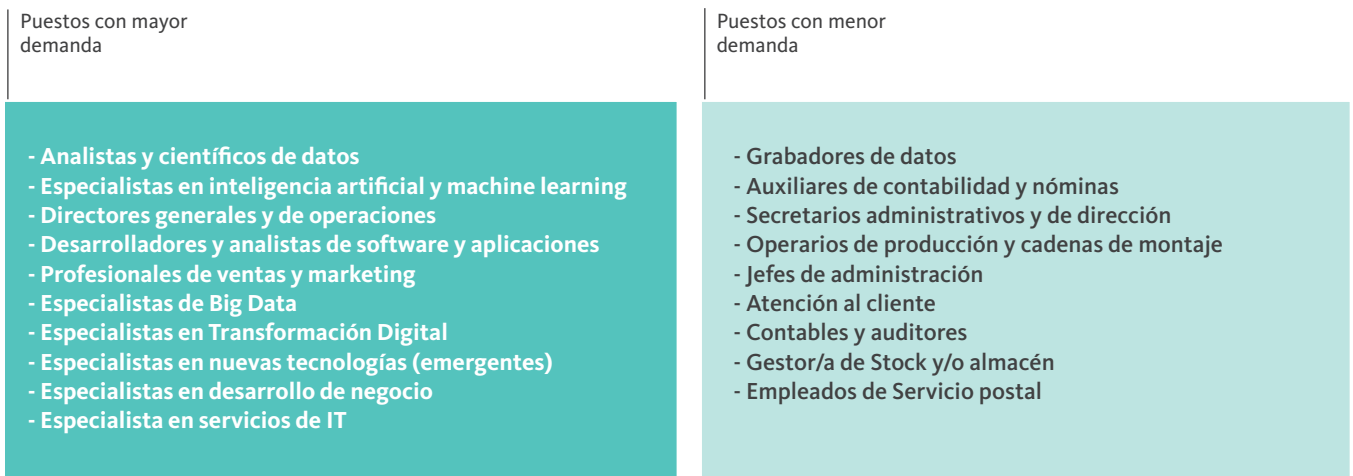 Puestos con mayor
demanda
- Analistas y científicos de datos
- Especialistas en inteligencia artificial y machine learning
- Directores generales y de operaciones
- Desarrolladores y analistas de software y aplicaciones
- Profesionales de ventas y marketing
- Especialistas de Big Data
- Especialistas en Transformación Digital
- Especialistas en nuevas tecnologías (emergentes)
- Especialistas en desarrollo de negocio
- Especialista en servicios de IT
Puestos con menor
demanda
- Grabadores de datos
- Auxiliares de contabilidad y nóminas
- Secretarios administrativos y de dirección
- Operarios de producción y cadenas de montaje
- Jefes de administración
- Atención al cliente
- Contables y auditores
- Gestor/a de Stock y/o almacén
- Empleados de Servicio postal